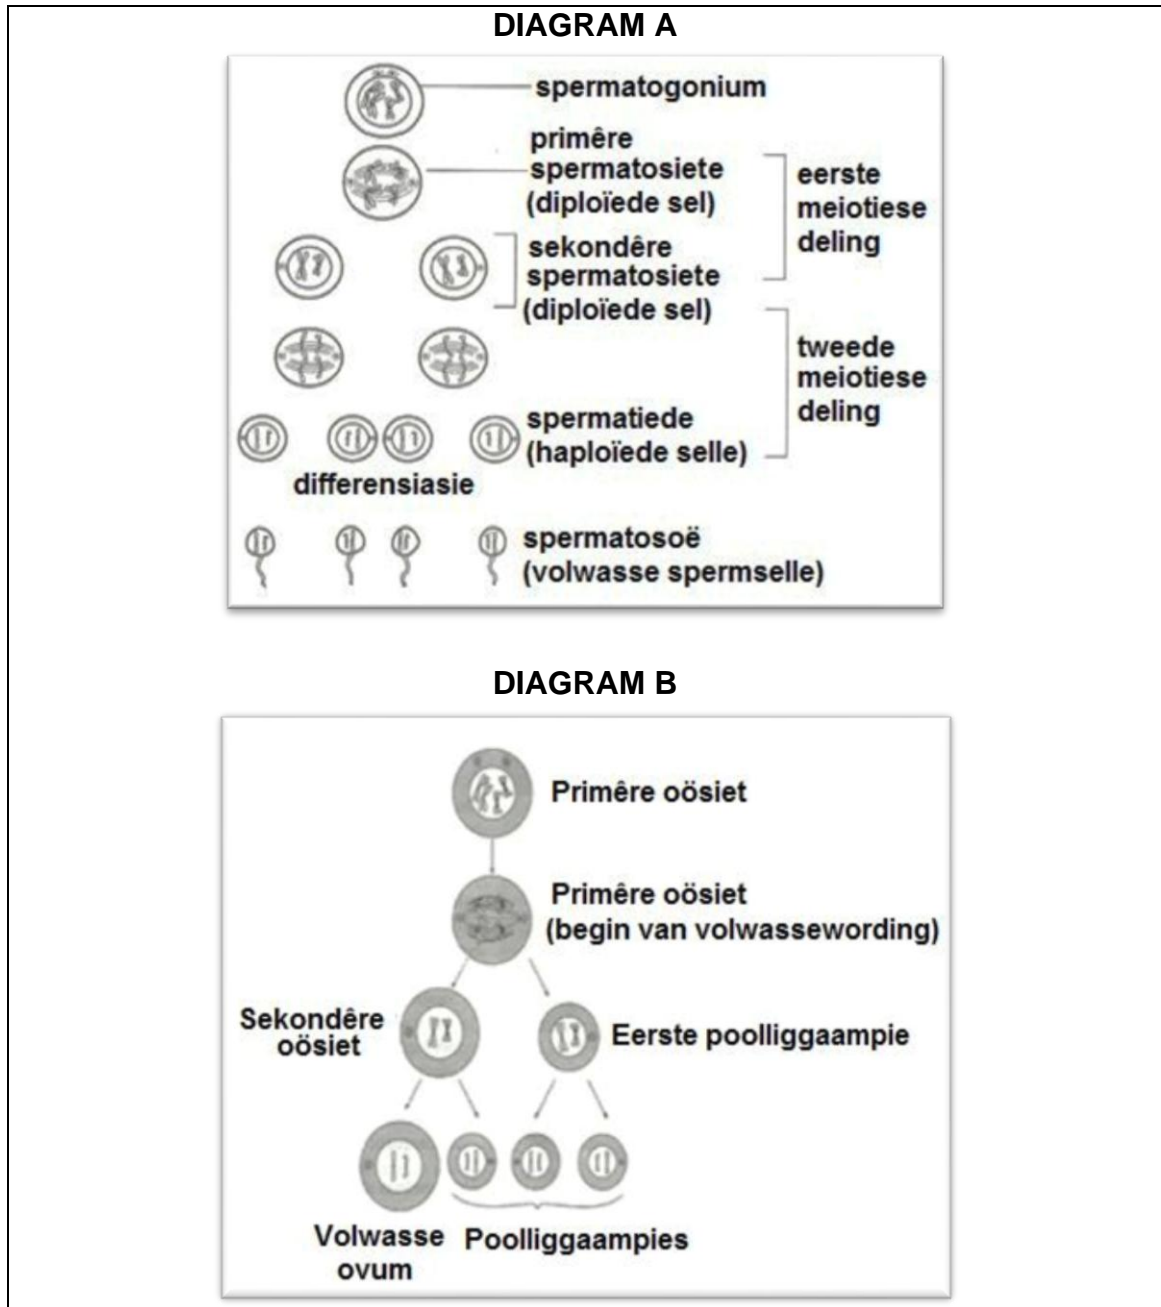 DIAGRAM A
spermatogonium
primêre
spermatosiete
(diploïede sel)
eerste
meiotiese
deling
sekondêre
spermatosiete
(diploïede sel)
tweede
meiotiese
deling
spermatiede
(haploïede selle)
differensiasie
spermatosoë
(volwasse spermselle)
DIAGRAM B
Primêre oösiet
Primêre oösiet
(begin van volwassewording)
Sekondêre
oösiet
Eerste poolliggaampie
Volwasse
ovum
Poolliggaampies